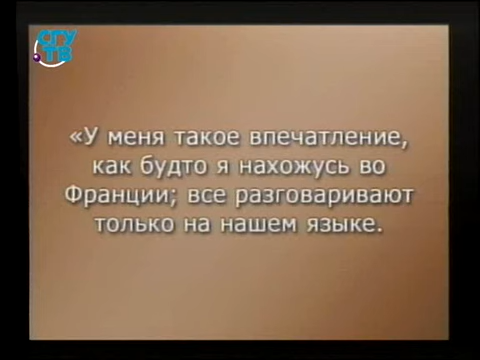 СГУ
ТВ
«У меня такое впечатление,
как будто я нахожусь во
Франции; все разговаривают
только на нашем языке.